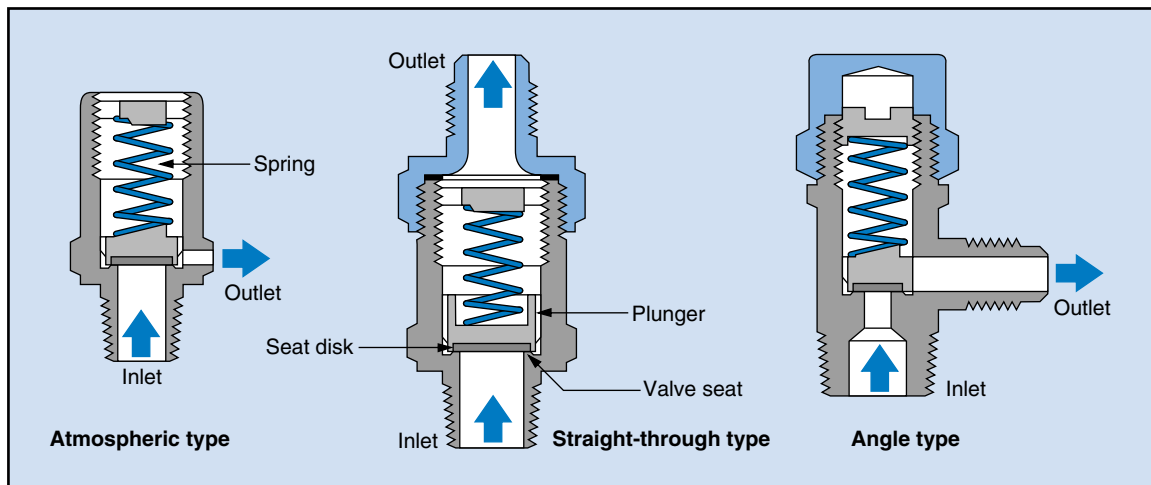 Outlet
Spring
Outlet
Inlet
Atmospheric type
Plunger
Seat disk
Valve seat
Inlet
Straight-through type
Outlet
Inlet
Angle type